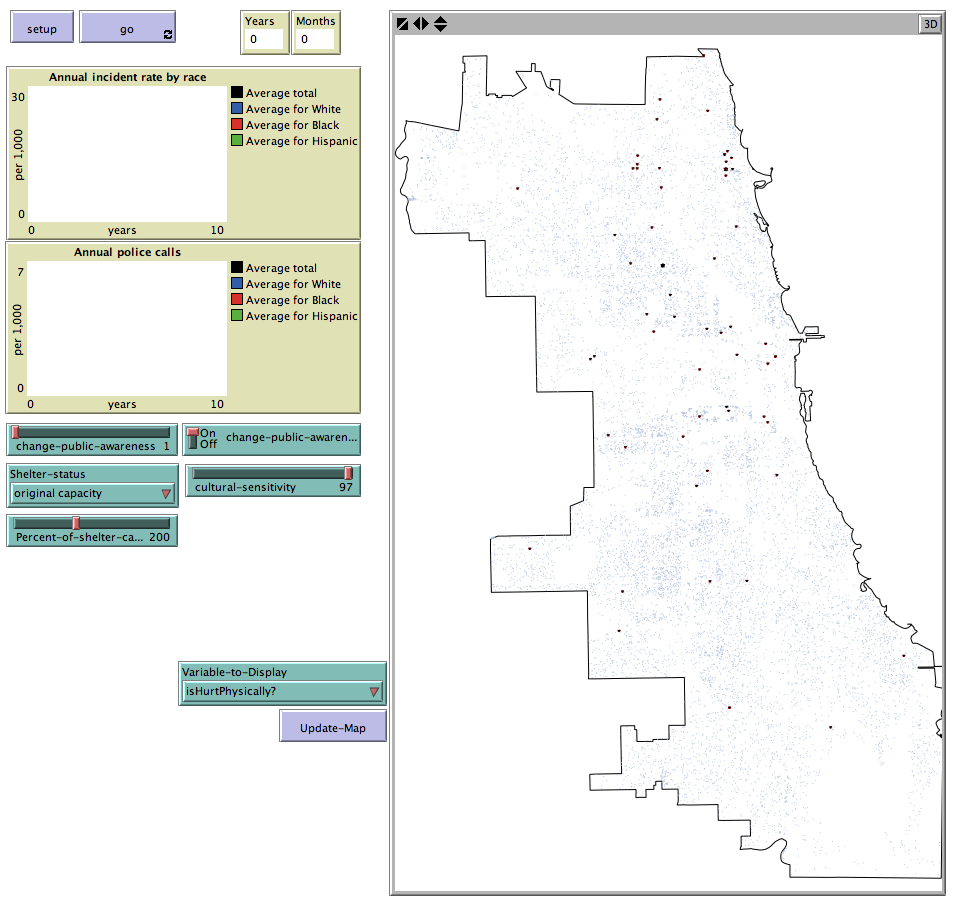 setup
go
Years
0
Months
0
3D
Annual incident rate by race
30
per 1,000
0
0
years
10
Average total
Average for White
Average for Black
Average for Hispanic
Annual police calls
7
per 1,000
0
0
years
10
Average total
Average for White
Average for Black
Average for Hispanic
change-public-awareness 1
On
Off
change-public-awaren...
Shelter-status
original capacity
cultural-sensitivity 97
Percent-of-shelter-ca... 200
Variable-to-Display
isHurtPhysically?
Update-Map